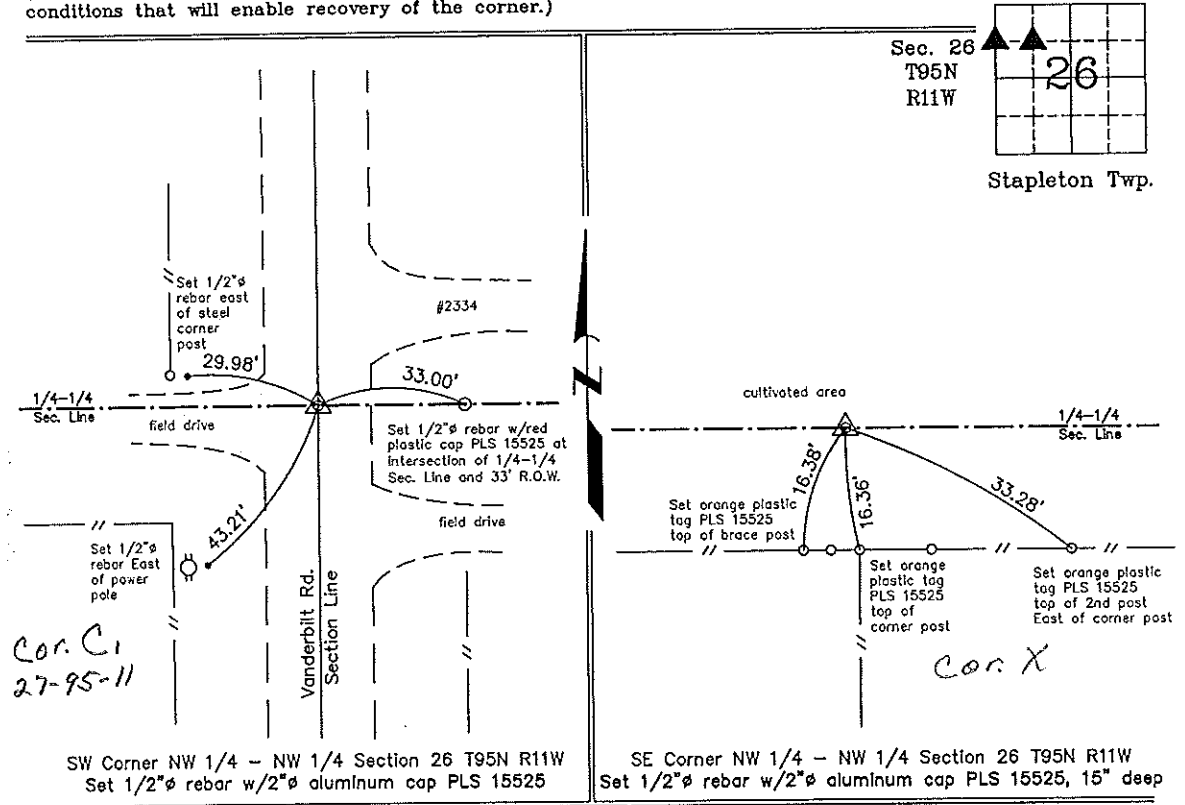 conditions that will enable recovery of the corner.)
Sec. 26
T95N
R11W
26
Stapleton Twp.
Set 1/2"ø
rebar east
of steel
corner
post
29.98'
33.00'
#2334
1/4-1/4
Sec. Line
field drive
Set 1/2"ø rebar w/red
plastic cap PLS 15525 at
intersection of 1/4-1/4
Sec. Line and 33' R.O.W.
field drive
43.21'
Set 1/2"ø
rebar East
of power
pole
Vanderbilt Rd.
Section Line
Cor. C1
27-95-11
SW Corner NW 1/4 - NW 1/4 Section 26 T95N R11W
Set 1/2"ø rebar w/2"ø aluminum cap PLS 15525
N
cultivated area
1/4-1/4
Sec. Line
16.38'
16.36'
33.28'
Set orange plastic
tag PLS 15525
top of brace post
Set orange
plastic tag
PLS 15525
top of
corner post
Set orange plastic
tag PLS 15525
top of 2nd post
East of corner post
Cor. X
SE Corner NW 1/4 - NW 1/4 Section 26 T95N R11W
Set 1/2"ø rebar w/2"ø aluminum cap PLS 15525, 15" deep